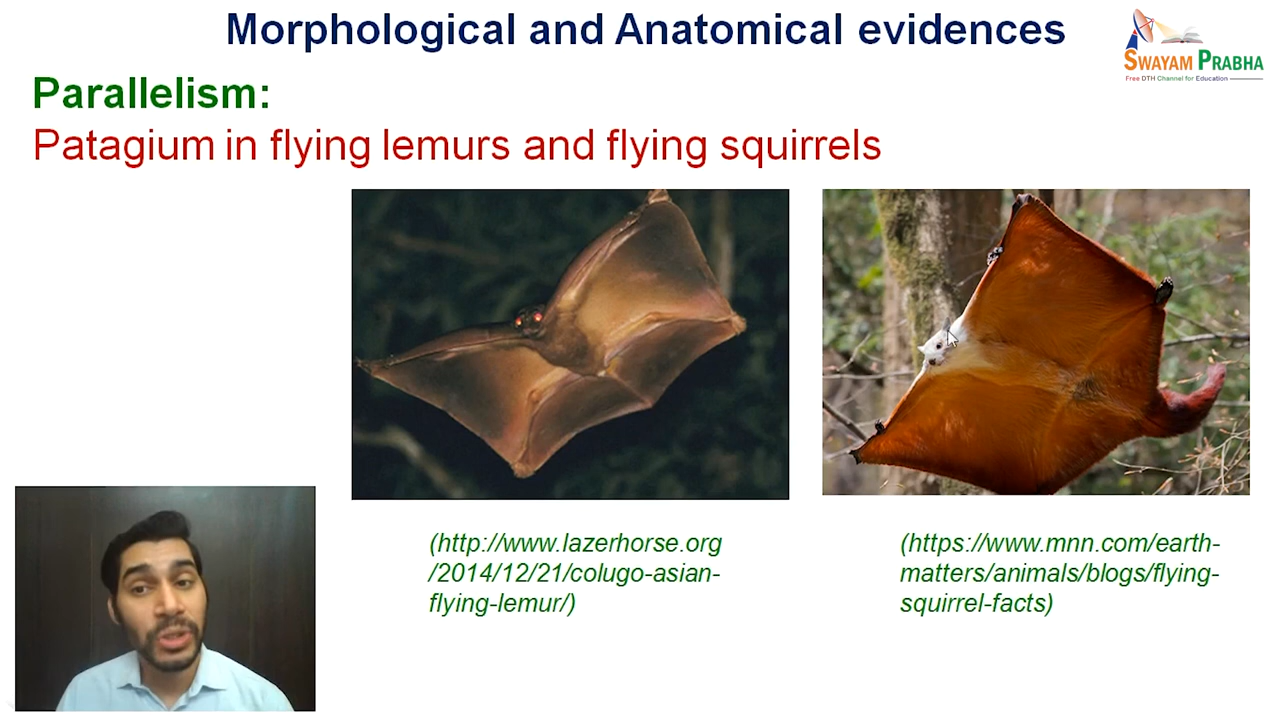 Morphological and Anatomical evidences
SWAYAM PRABHA
Free DTH Channel for Education
Parallelism:
Patagium in flying lemurs and flying squirrels
(http://www.lazerhorse.org
/2014/12/21/colugo-asian-
flying-lemur/)
(https://www.mnn.com/earth-
matters/animals/blogs/flying-
squirrel-facts)